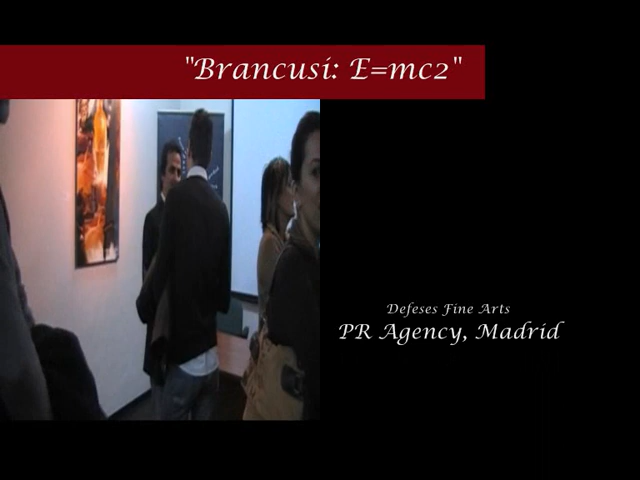 "Brancusi: E=mc2"
Defeses Fine Arts
PR Agency, Madrid